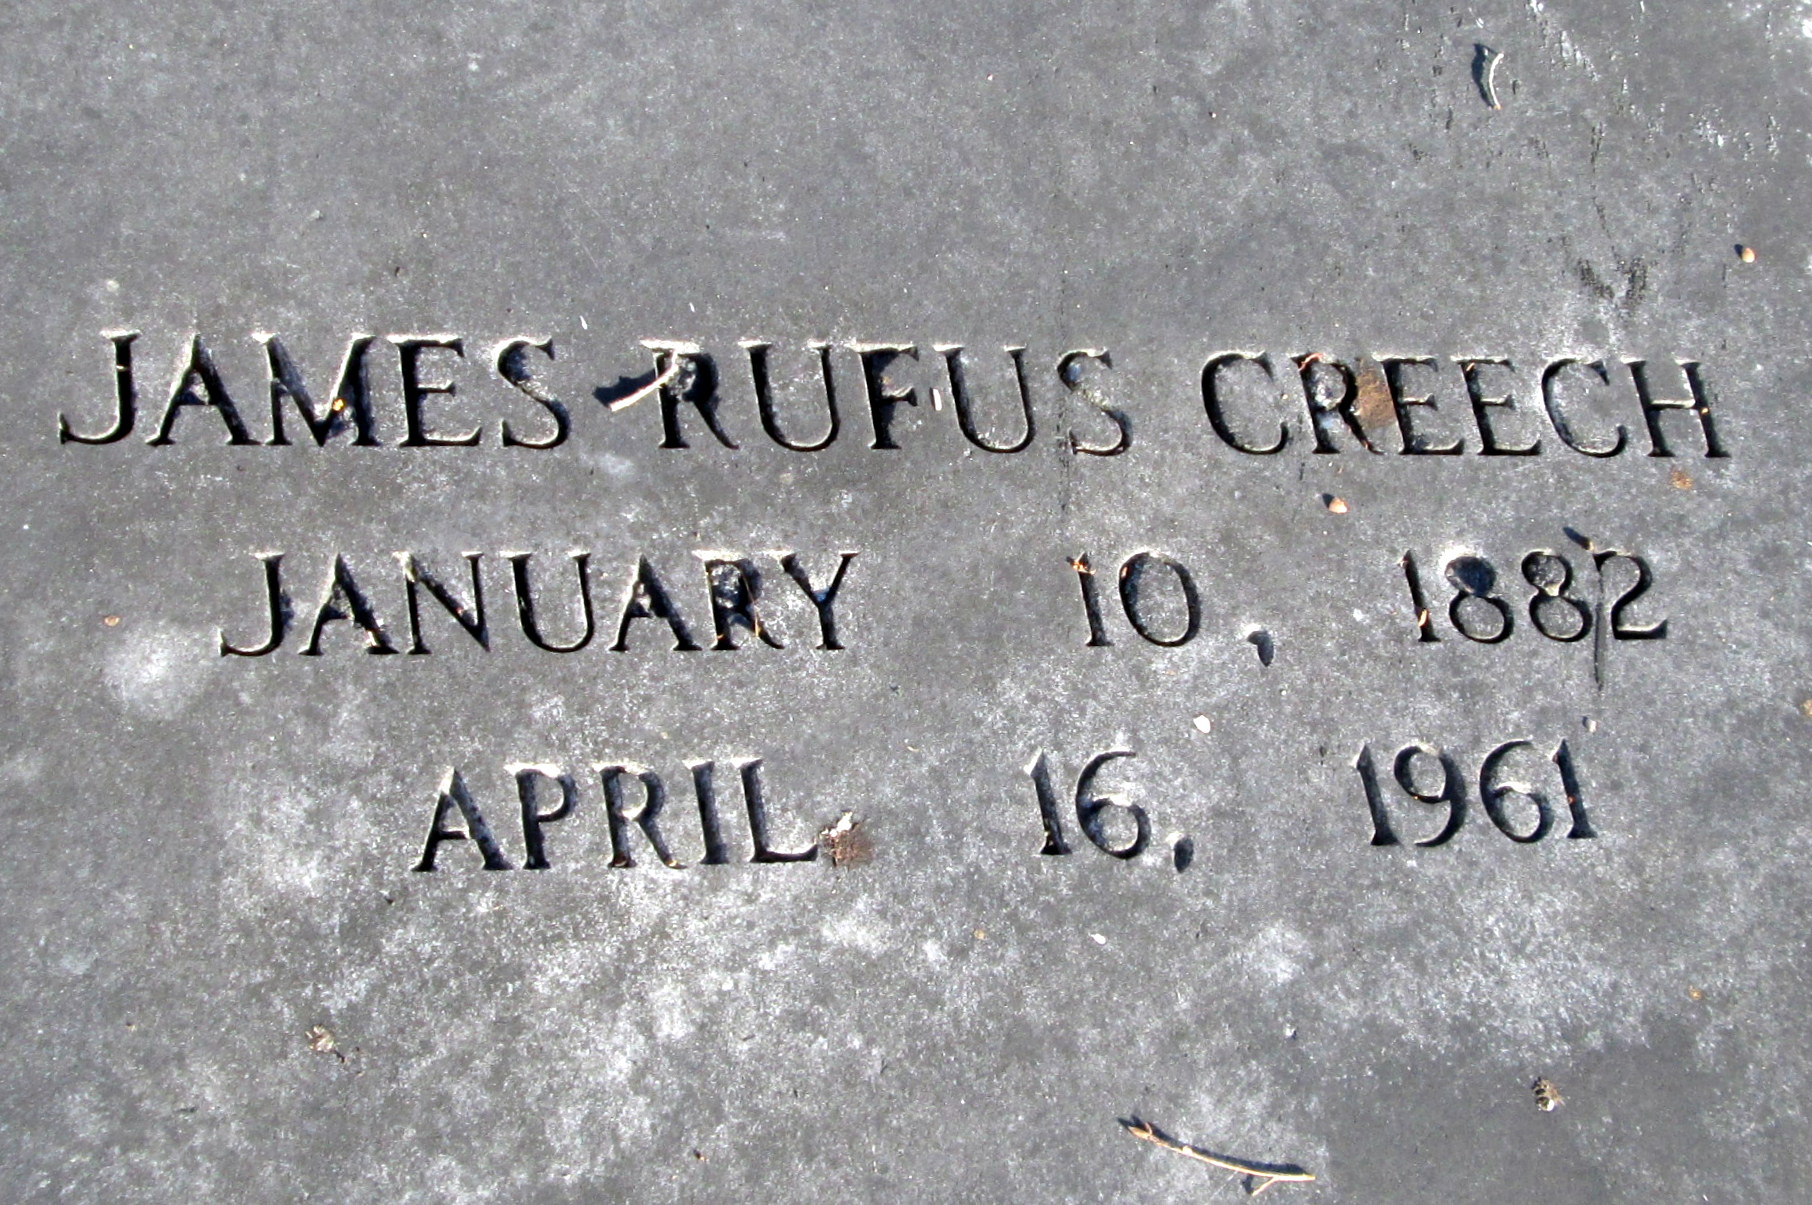 JAMES RUFUS CREECH
JANUARY 10, 1882
APRIL 16, 1961